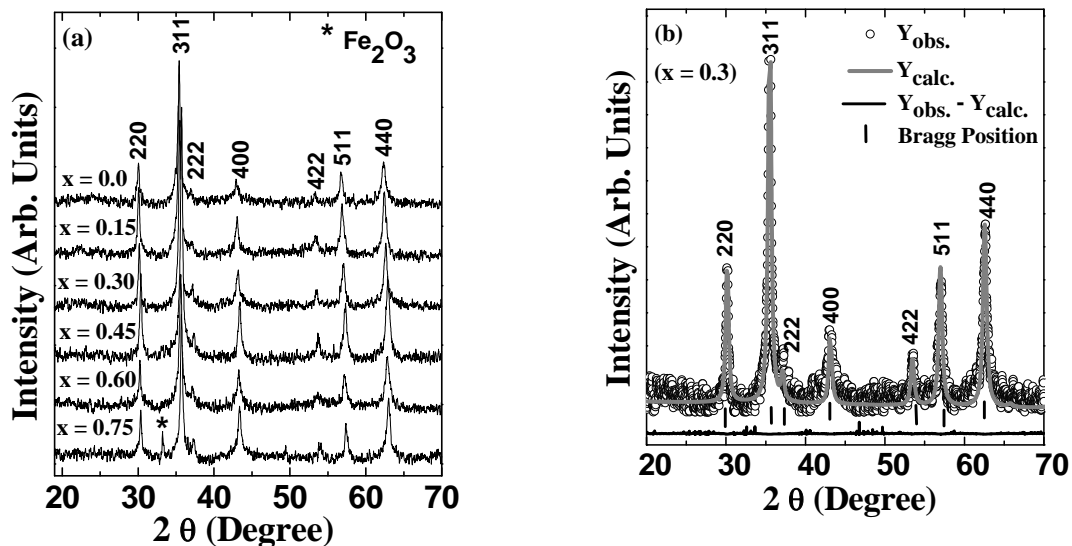 (a)
* Fe2O3
220
311
222
400
422
511
440
x = 0.0
x = 0.15
x = 0.30
x = 0.45
x = 0.60
x = 0.75
*
Intensity (Arb. Units)
20 30 40 50 60 70
2 θ (Degree)
(b)
(x = 0.3)
Yobs.
Ycalc.
Yobs. - Ycalc.
Bragg Position
220
311
222
400
422
511
440
Intensity (Arb. Units)
20 30 40 50 60 70
2 θ (Degree)